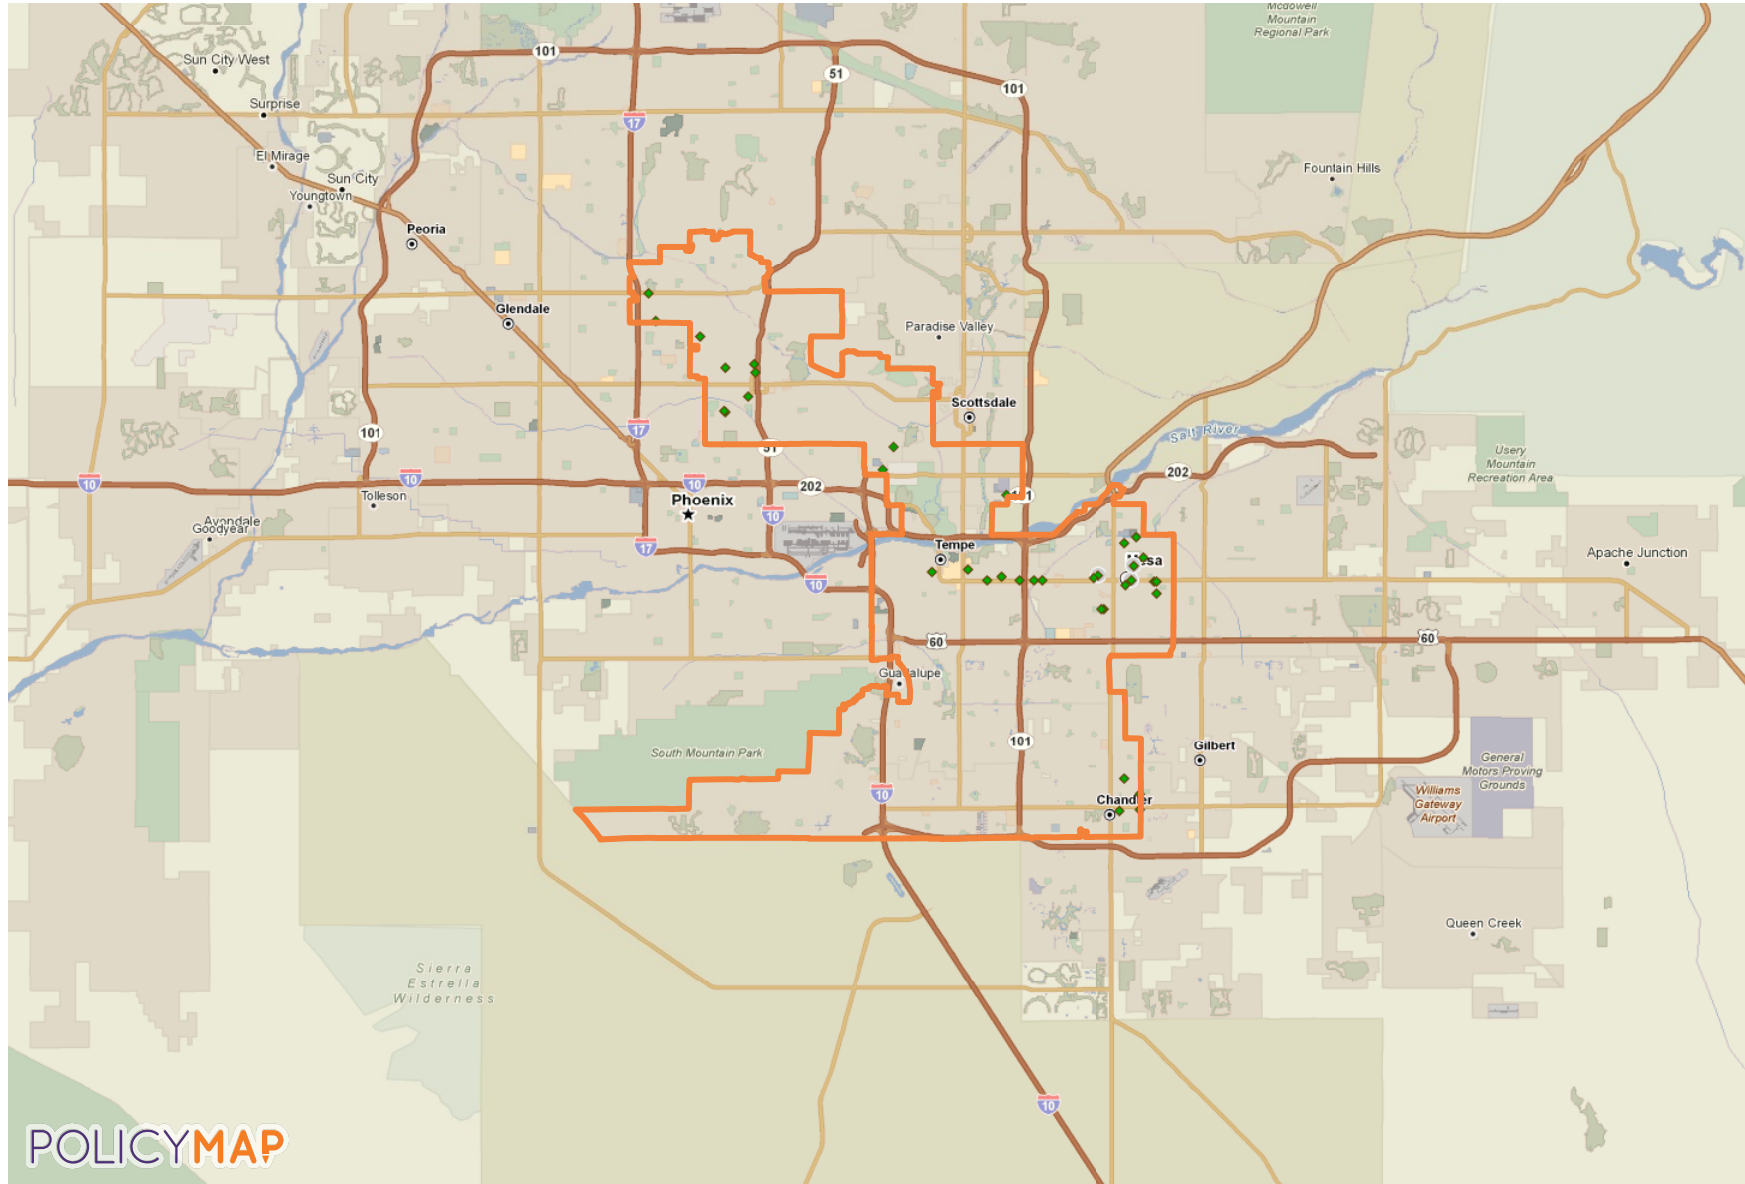 Mcdowell
Mountain
Regional Park
101
Sun City West
51
101
Surprise
17
El Mirage
Fountain Hills
Sun City
Youngtown
Peoria
Glendale
Paradise Valley
Scottsdale
17
101
Salt River
51
Usery
Mountain
Recreation Area
202
10
10
10
202
Tolleson
Phoenix
10
Avondale
Goodyear
17
Tempe
Apache Junction
10
60
60
Guadalupe
South Mountain Park
101
Gilbert
General
Motors Proving
Grounds
10
Williams
Gateway
Airport
Chandler
Queen Creek
Sierra
Estrella
Wilderness
10
POLICYMAP